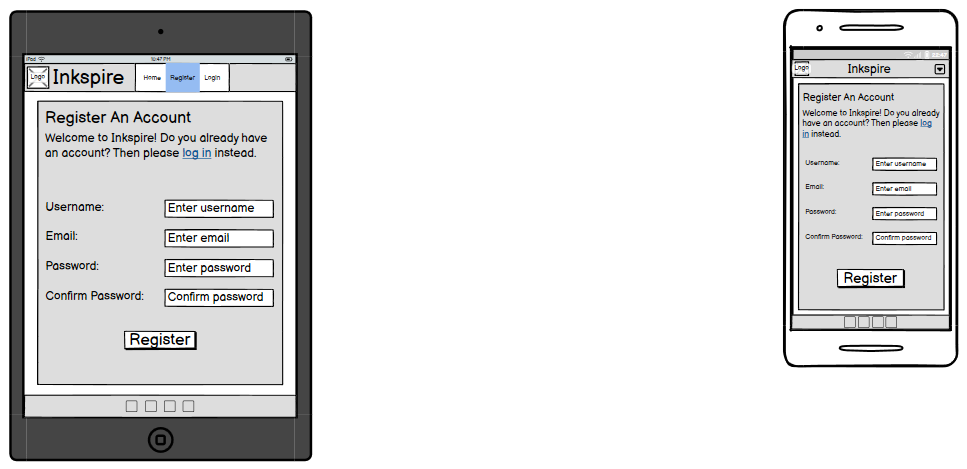 iPad 10:47 PM
Logo Inkspire Home Register Login
Register An Account
Welcome to Inkspire! Do you already have
an account? Then please log in instead.
Username: Enter username
Email: Enter email
Password: Enter password
Confirm Password: Confirm password
Register
Logo Inkspire
Register An Account
Welcome to Inkspire! Do you already
have an account? Then please log
in instead.
Username: Enter username
Email: Enter email
Password: Enter password
Confirm Password: Confirm password
Register